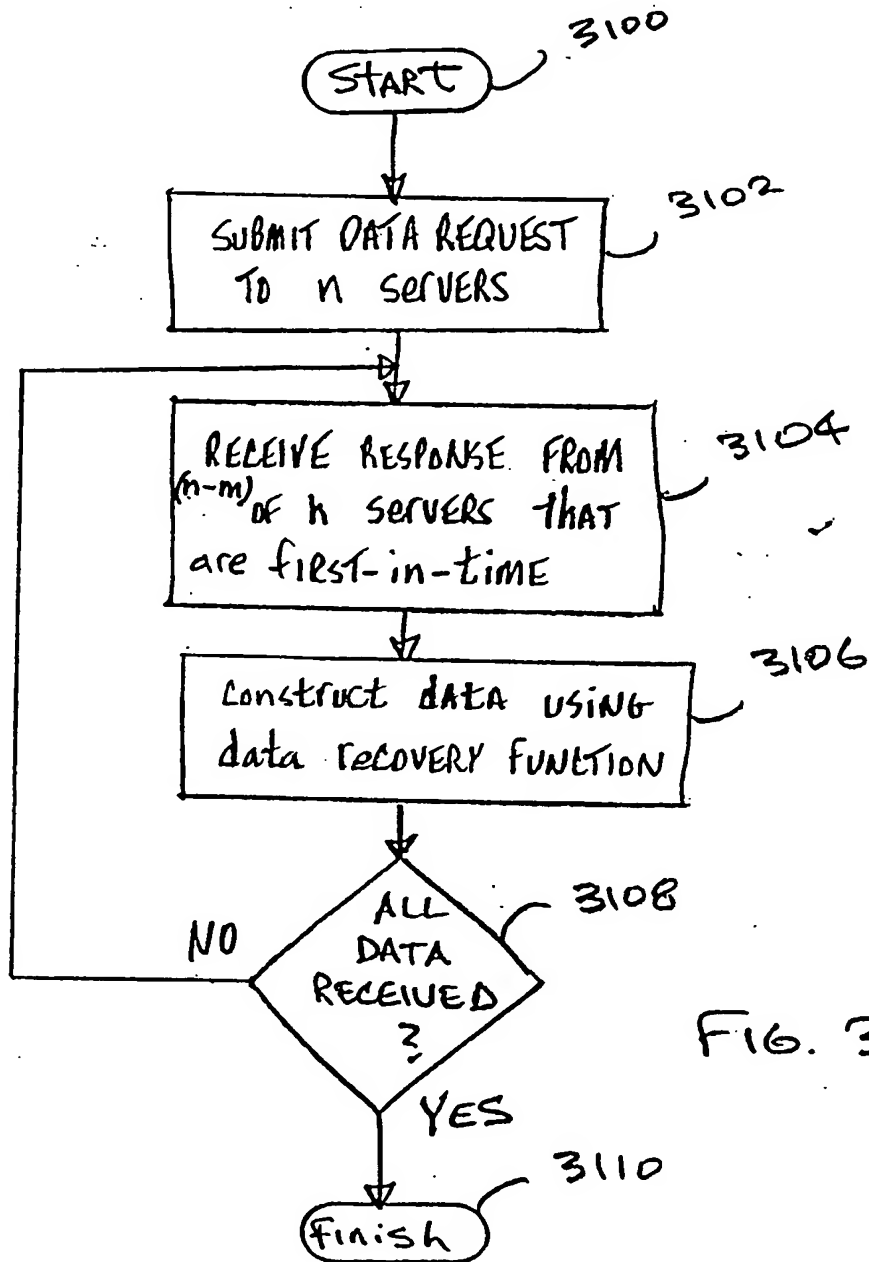 3100
START
3102
SUBMIT DATA REQUEST
TO n SERVERS
3104
RECEIVE RESPONSE FROM
(n-m) OF n SERVERS THAT
are FIRST-in-time
3106
Construct DATA USING
data RECOVERY FUNCTION
3108
ALL
DATA
RECEIVED
?
NO
YES
FIG. 3
3110
Finish